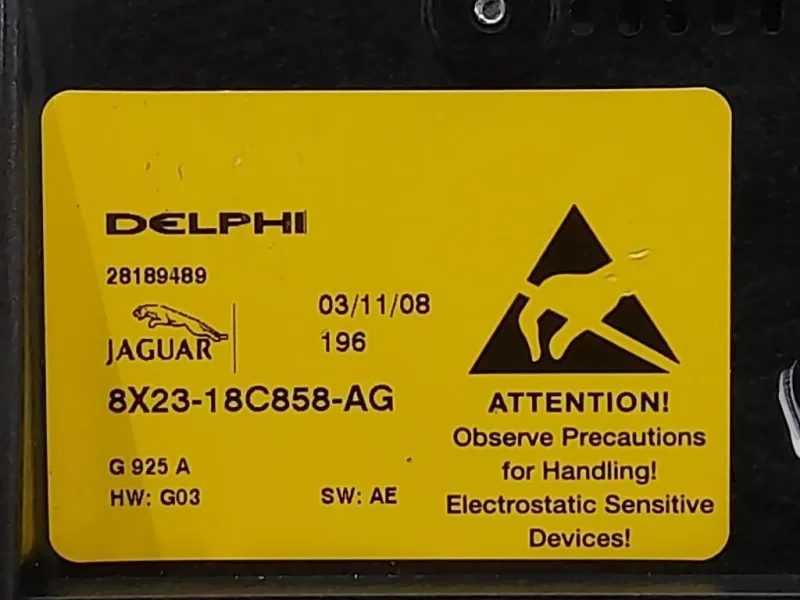 DELPHI
28189489
03/11/08
JAGUAR
196
8X23-18C858-AG
G 925 A
HW: G03
SW: AE
ATTENTION!
Observe Precautions
for Handling!
Electrostatic Sensitive
Devices!